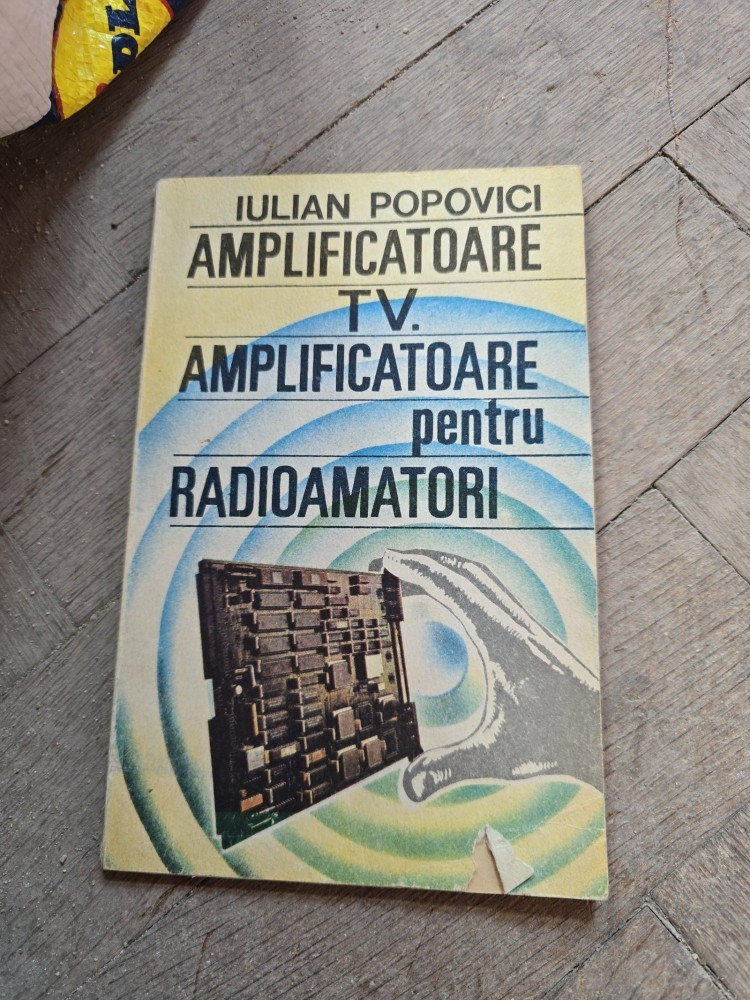 IULIAN POPOVICI
AMPLIFICATOARE
TV.
AMPLIFICATOARE
pentru
RADIOAMATORI